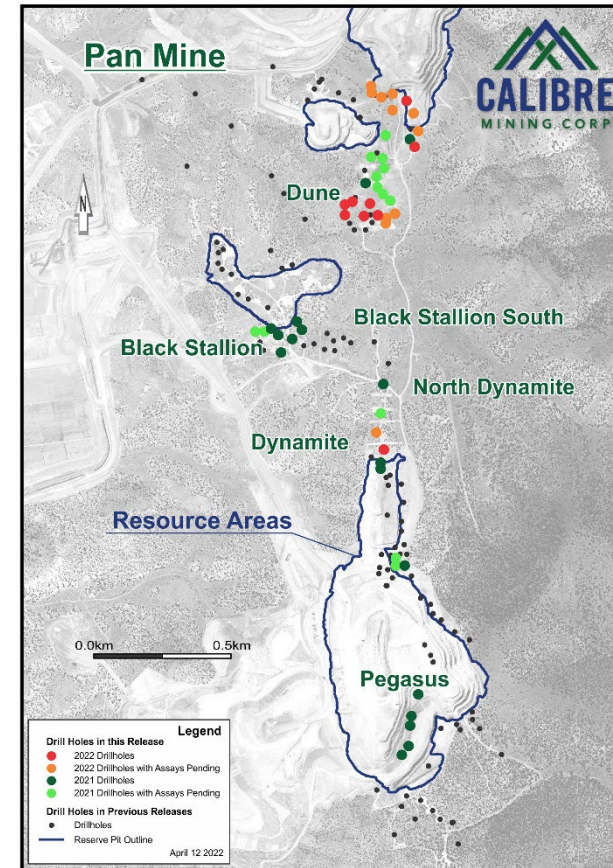 Pan Mine
CALIBRE
MINING CORP
N
Dune
Black Stallion South
Black Stallion
North Dynamite
Dynamite
Resource Areas
0.0km 0.5km
Pegasus
Legend
Drill Holes in this Release
2022 Drillholes
2022 Drillholes with Assays Pending
2021 Drillholes
2021 Drillholes with Assays Pending
Drill Holes in Previous Releases
Drillholes
Reserve Pit Outline
April 12 2022